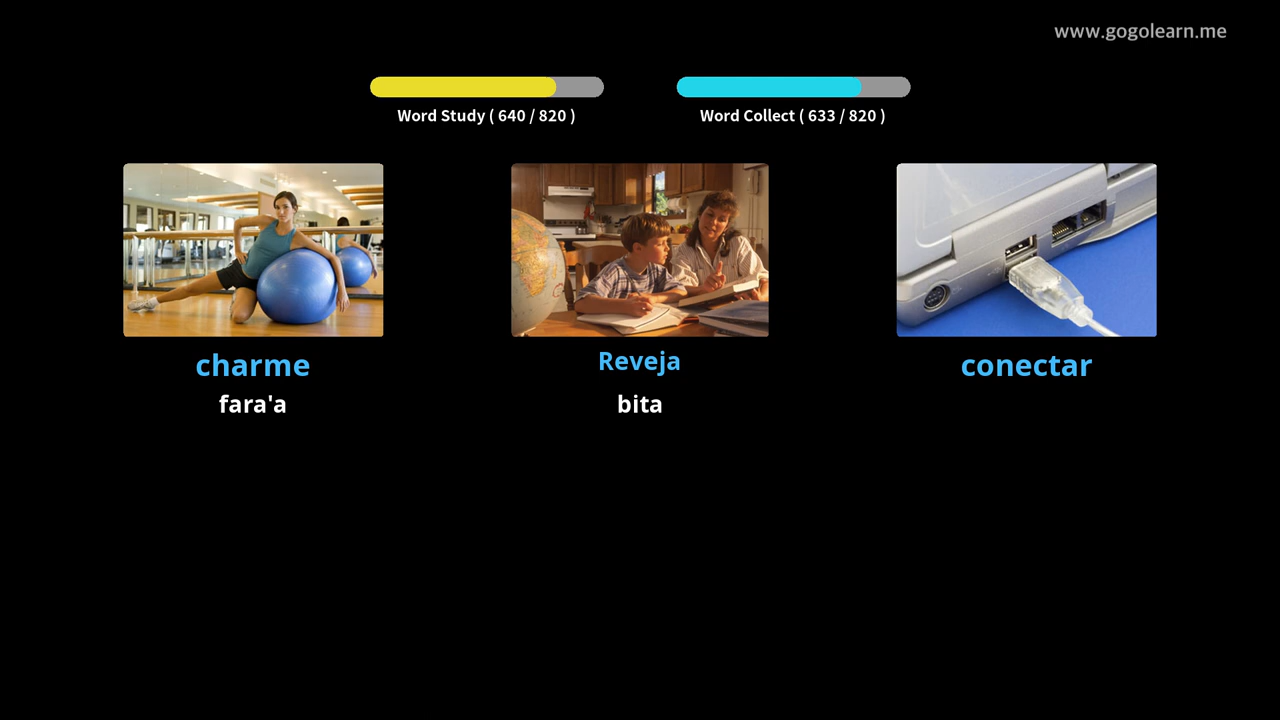 www.gogolearn.me
Word Study ( 640 / 820 )
Word Collect ( 633 / 820 )
charme
fara'a
Reveja
bita
conectar